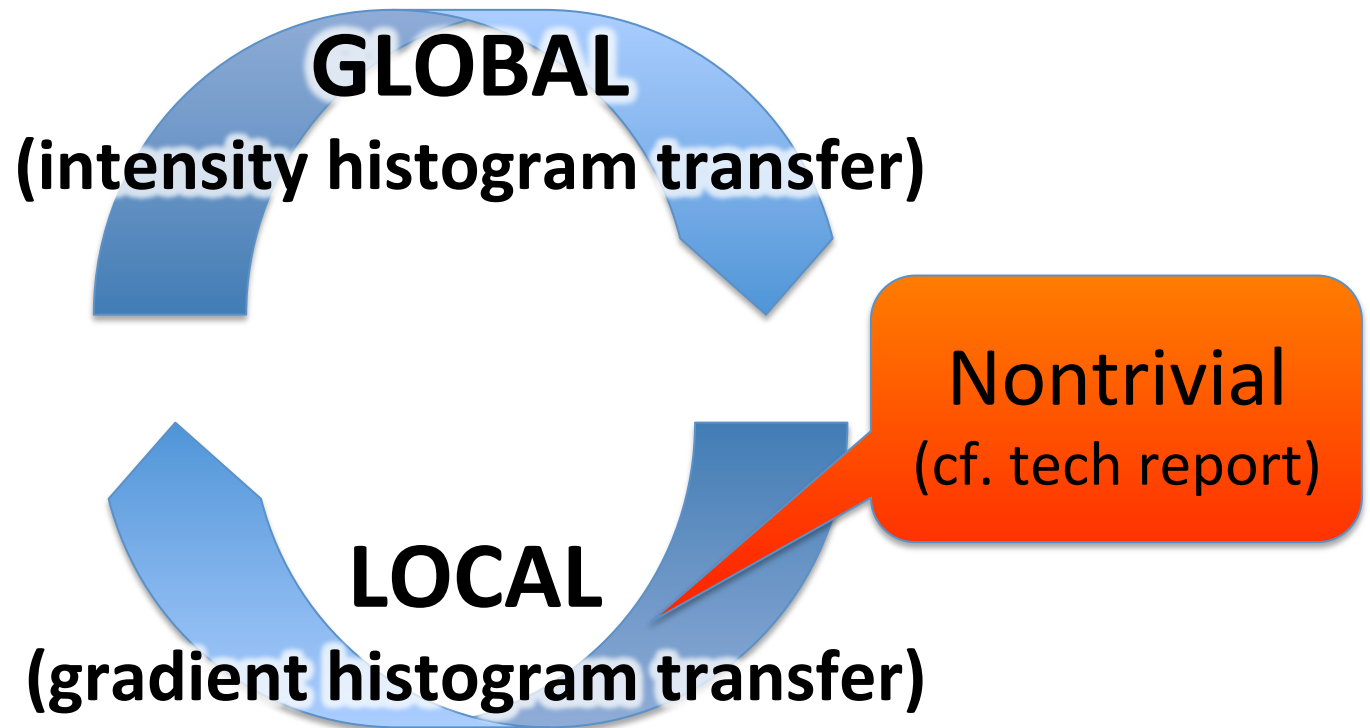 GLOBAL
(intensity histogram transfer)
Nontrivial
(cf. tech report)
LOCAL
(gradient histogram transfer)